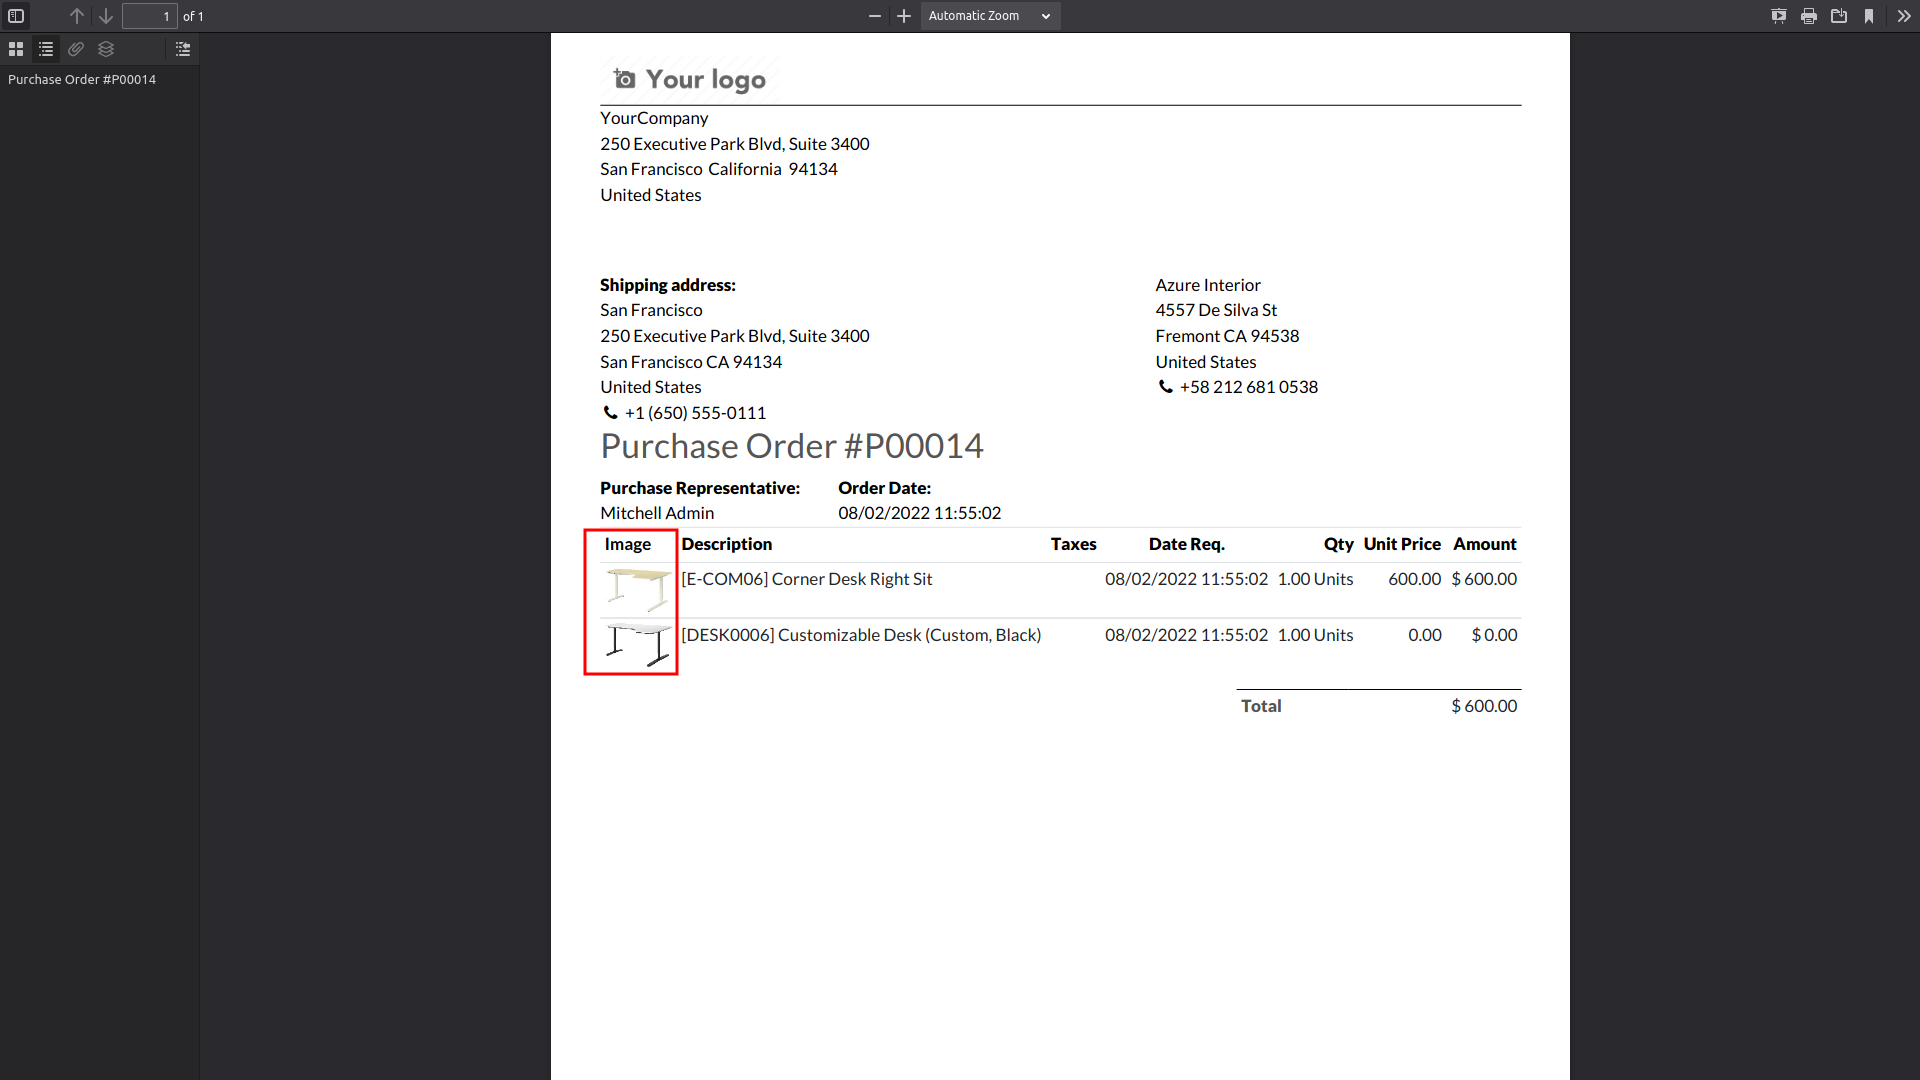 1 of 1
Automatic Zoom
Purchase Order #P00014
Your logo
YourCompany
250 Executive Park Blvd, Suite 3400
San Francisco California 94134
United States
Shipping address:
San Francisco
250 Executive Park Blvd, Suite 3400
San Francisco CA 94134
United States
+1 (650) 555-0111
Azure Interior
4557 De Silva St
Fremont CA 94538
United States
+58 212 681 0538
Purchase Order #P00014
Purchase Representative: Order Date:
Mitchell Admin 08/02/2022 11:55:02
Image Description Taxes Date Req. Qty Unit Price Amount
[E-COM06] Corner Desk Right Sit 08/02/2022 11:55:02 1.00 Units 600.00 $ 600.00
[DESK0006] Customizable Desk (Custom, Black) 08/02/2022 11:55:02 1.00 Units 0.00 $ 0.00
Total $ 600.00